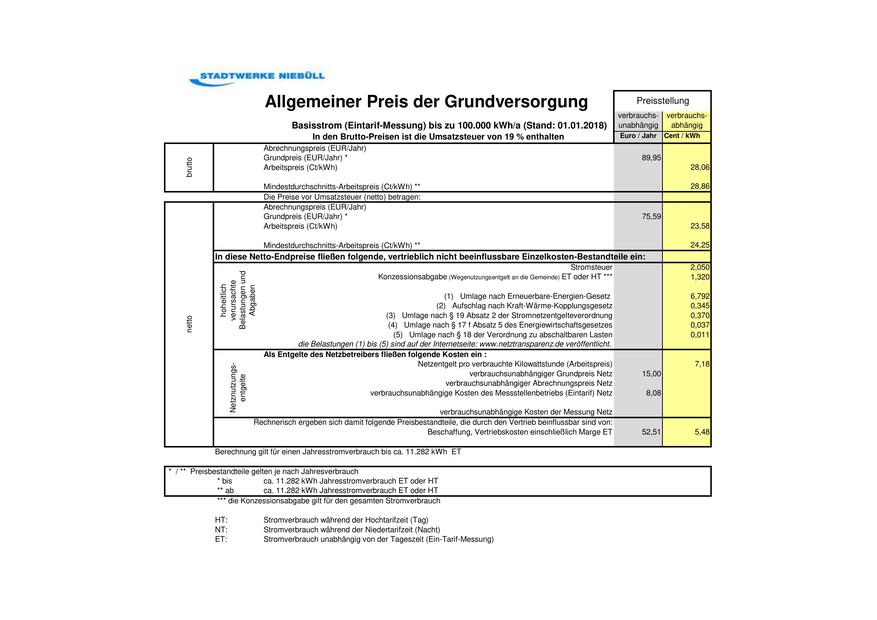 STADTWERKE NIEBÜLL
Allgemeiner Preis der Grundversorgung
Preisstellung
Basisstrom (Eintarif-Messung) bis zu 100.000 kWh/a (Stand: 01.01.2018)
verbrauchs-unabhängig
verbrauchs-abhängig
In den Brutto-Preisen ist die Umsatzsteuer von 19 % enthalten
Euro / Jahr
Cent / kWh
brutto
Abrechnungspreis (EUR/Jahr)
Grundpreis (EUR/Jahr) * 89,95
Arbeitspreis (Ct/kWh) 28,06
Mindestdurchschnitts-Arbeitspreis (Ct/kWh) ** 28,86
Die Preise vor Umsatzsteuer (netto) betragen:
netto
Abrechnungspreis (EUR/Jahr)
Grundpreis (EUR/Jahr) * 75,59
Arbeitspreis (Ct/kWh) 23,58
Mindestdurchschnitts-Arbeitspreis (Ct/kWh) ** 24,25
In diese Netto-Endpreise fließen folgende, vertrieblich nicht beeinflussbare Einzelkosten-Bestandteile ein:
hoheitlich
verursachte
Belastungen und
Abgaben
Stromsteuer 2,050
Konzessionsabgabe (Wegenutzungsentgelt an die Gemeinde) ET oder HT *** 1,320
(1) Umlage nach Erneuerbare-Energien-Gesetz 6,792
(2) Aufschlag nach Kraft-Wärme-Kopplungsgesetz 0,345
(3) Umlage nach § 19 Absatz 2 der Stromnetzentgeltverordnung 0,370
(4) Umlage nach § 17 f Absatz 5 des Energiewirtschaftsgesetzes 0,037
(5) Umlage nach § 18 der Verordnung zu abschaltbaren Lasten 0,011
die Belastungen (1) bis (5) sind auf der Internetseite: www.netztransparenz.de veröffentlicht.
Netznutzungs-
entgelte
Als Entgelte des Netzbetreibers fließen folgende Kosten ein :
Netzentgelt pro verbrauchte Kilowattstunde (Arbeitspreis) 7,18
verbrauchsunabhängiger Grundpreis Netz 15,00
verbrauchsunabhängiger Abrechnungspreis Netz
verbrauchsunabhängige Kosten des Messstellenbetriebs (Eintarif) Netz 8,08
verbrauchsunabhängige Kosten der Messung Netz
Rechnerisch ergeben sich damit folgende Preisbestandteile, die durch den Vertrieb beinflussbar sind von:
Beschaffung, Vertriebskosten einschließlich Marge ET 52,51 5,48
Berechnung gilt für einen Jahresstromverbrauch bis ca. 11.282 kWh ET
* / ** Preisbestandteile gelten je nach Jahresverbrauch
* bis ca. 11.282 kWh Jahresstromverbrauch ET oder HT
** ab ca. 11.282 kWh Jahresstromverbrauch ET oder HT
*** die Konzessionsabgabe gilt für den gesamten Stromverbrauch
HT: Stromverbrauch während der Hochtarifzeit (Tag)
NT: Stromverbrauch während der Niedertarifzeit (Nacht)
ET: Stromverbrauch unabhängig von der Tageszeit (Ein-Tarif-Messung)